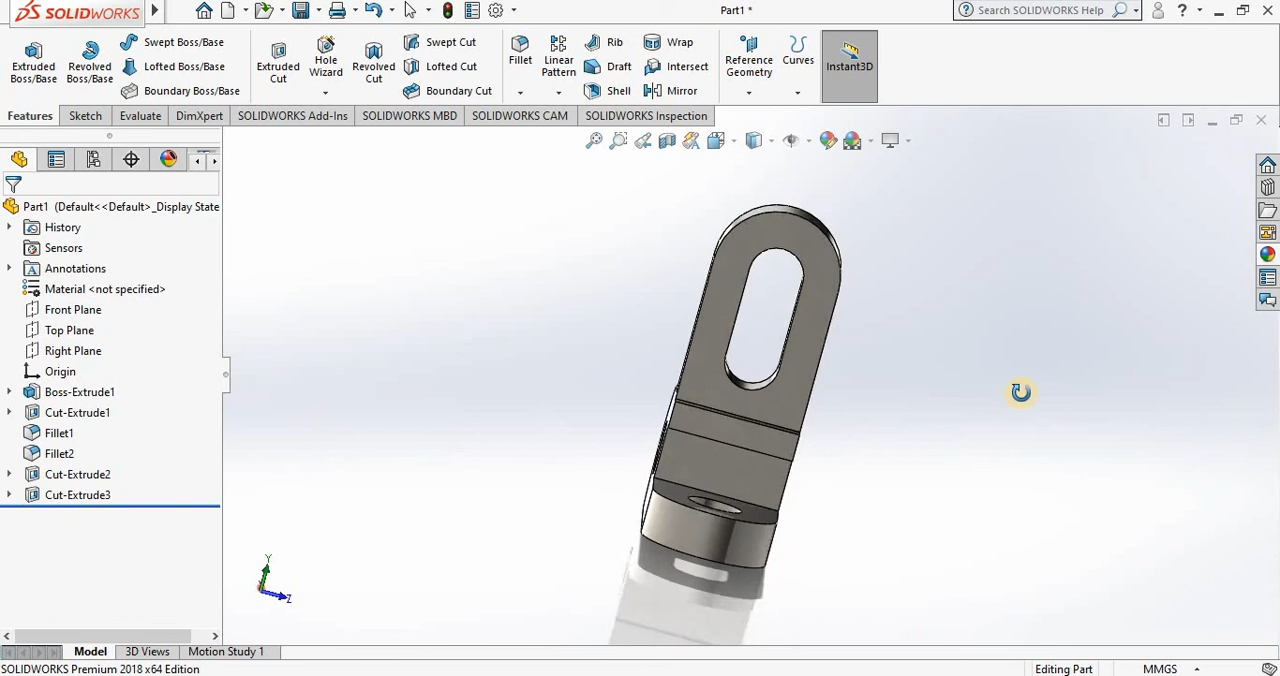 SOLIDWORKS
Part1 *
Search SOLIDWORKS Help
Extruded Boss/Base
Revolved Boss/Base
Swept Boss/Base
Lofted Boss/Base
Boundary Boss/Base
Extruded Cut
Hole Wizard
Revolved Cut
Swept Cut
Lofted Cut
Boundary Cut
Fillet
Linear Pattern
Rib
Draft
Shell
Wrap
Intersect
Mirror
Reference Geometry
Curves
Instant3D
Features
Sketch
Evaluate
DimXpert
SOLIDWORKS Add-Ins
SOLIDWORKS MBD
SOLIDWORKS CAM
SOLIDWORKS Inspection
Part1 (Default<<Default>_Display State
History
Sensors
Annotations
Material <not specified>
Front Plane
Top Plane
Right Plane
Origin
Boss-Extrude1
Cut-Extrude1
Fillet1
Fillet2
Cut-Extrude2
Cut-Extrude3
Y
Z
Model
3D Views
Motion Study 1
SOLIDWORKS Premium 2018 x64 Edition
Editing Part
MMGS